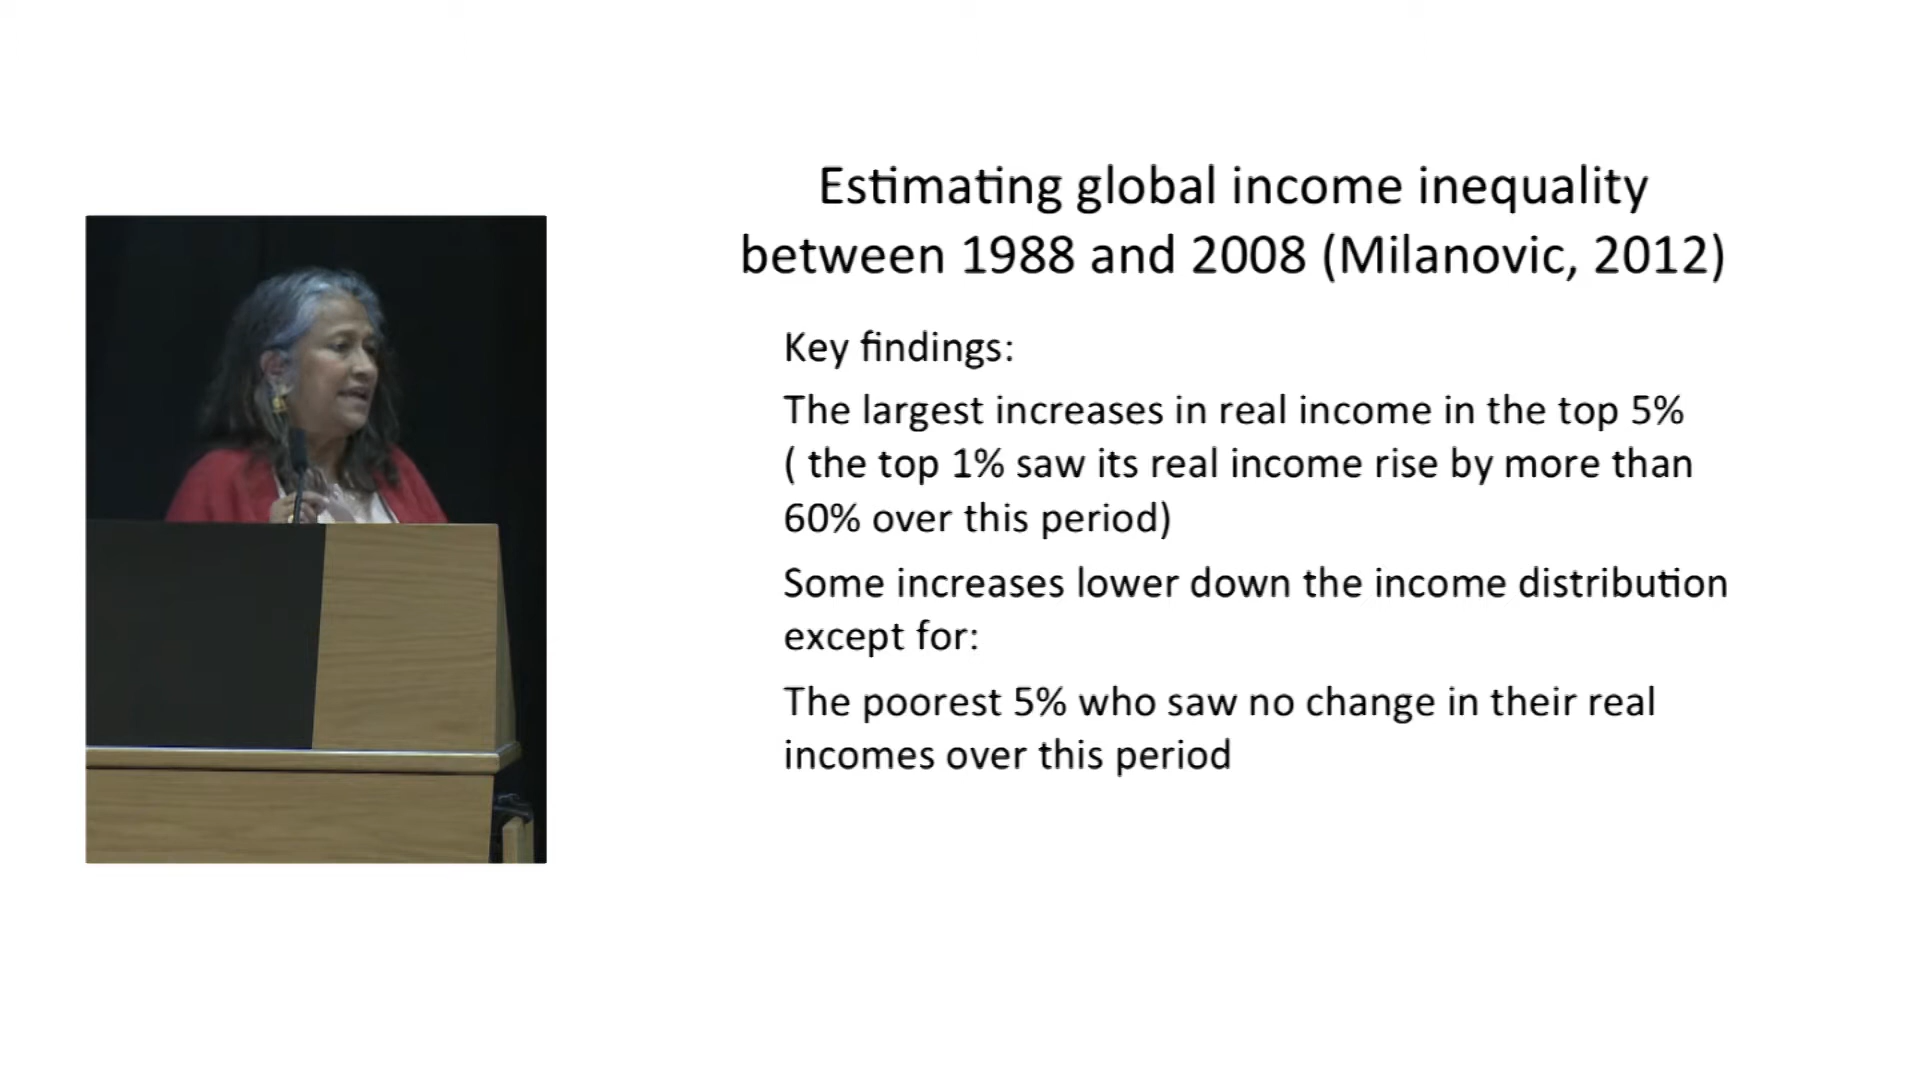 Estimating global income inequality
between 1988 and 2008 (Milanovic, 2012)
Key findings:
The largest increases in real income in the top 5%
( the top 1% saw its real income rise by more than
60% over this period)
Some increases lower down the income distribution
except for:
The poorest 5% who saw no change in their real
incomes over this period